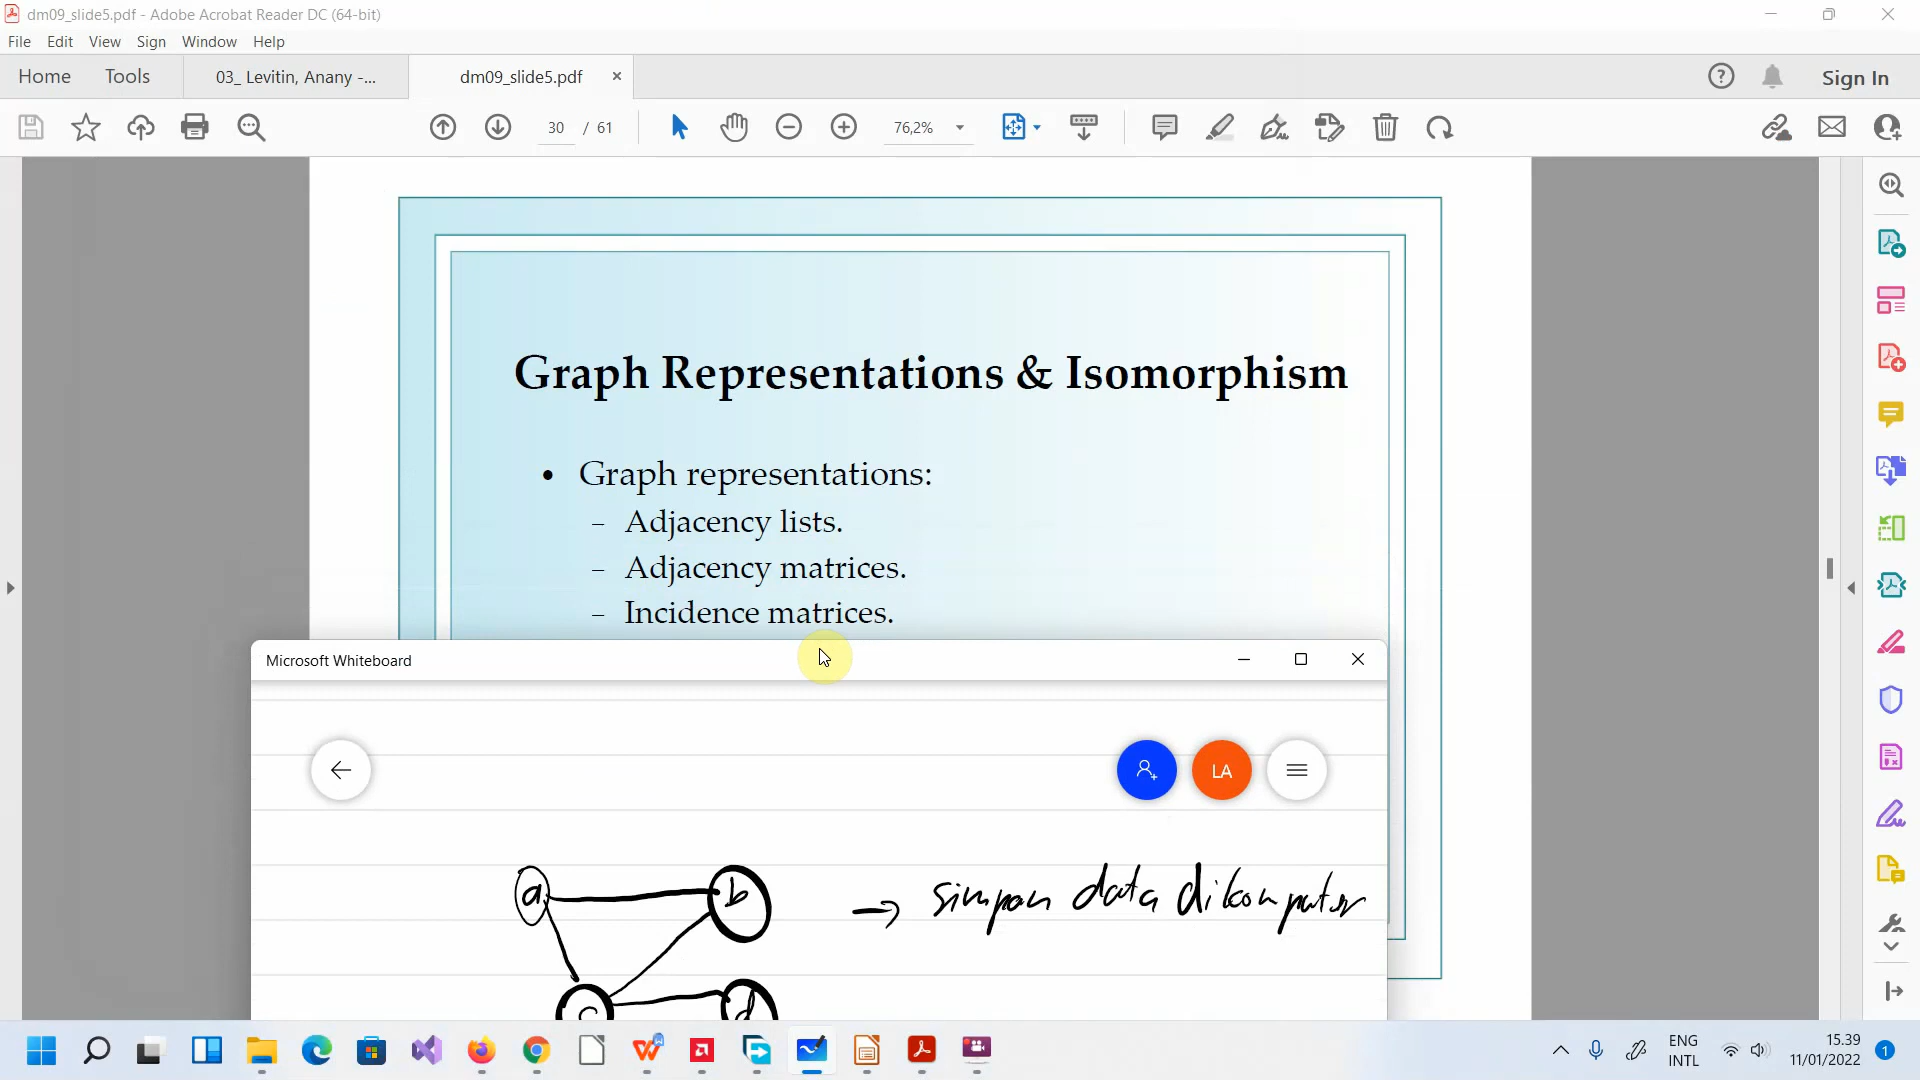 dm09_slide5.pdf - Adobe Acrobat Reader DC (64-bit)
File Edit View Sign Window Help
Home Tools 03_ Levitin, Anany -... dm09_slide5.pdf Sign In
30 / 61 76,2%
Graph Representations & Isomorphism
• Graph representations:
– Adjacency lists.
– Adjacency matrices.
– Incidence matrices.
Microsoft Whiteboard
LA
a b → simpan data dikomputer
c d
ENG 15.39
INTL 11/01/2022 1